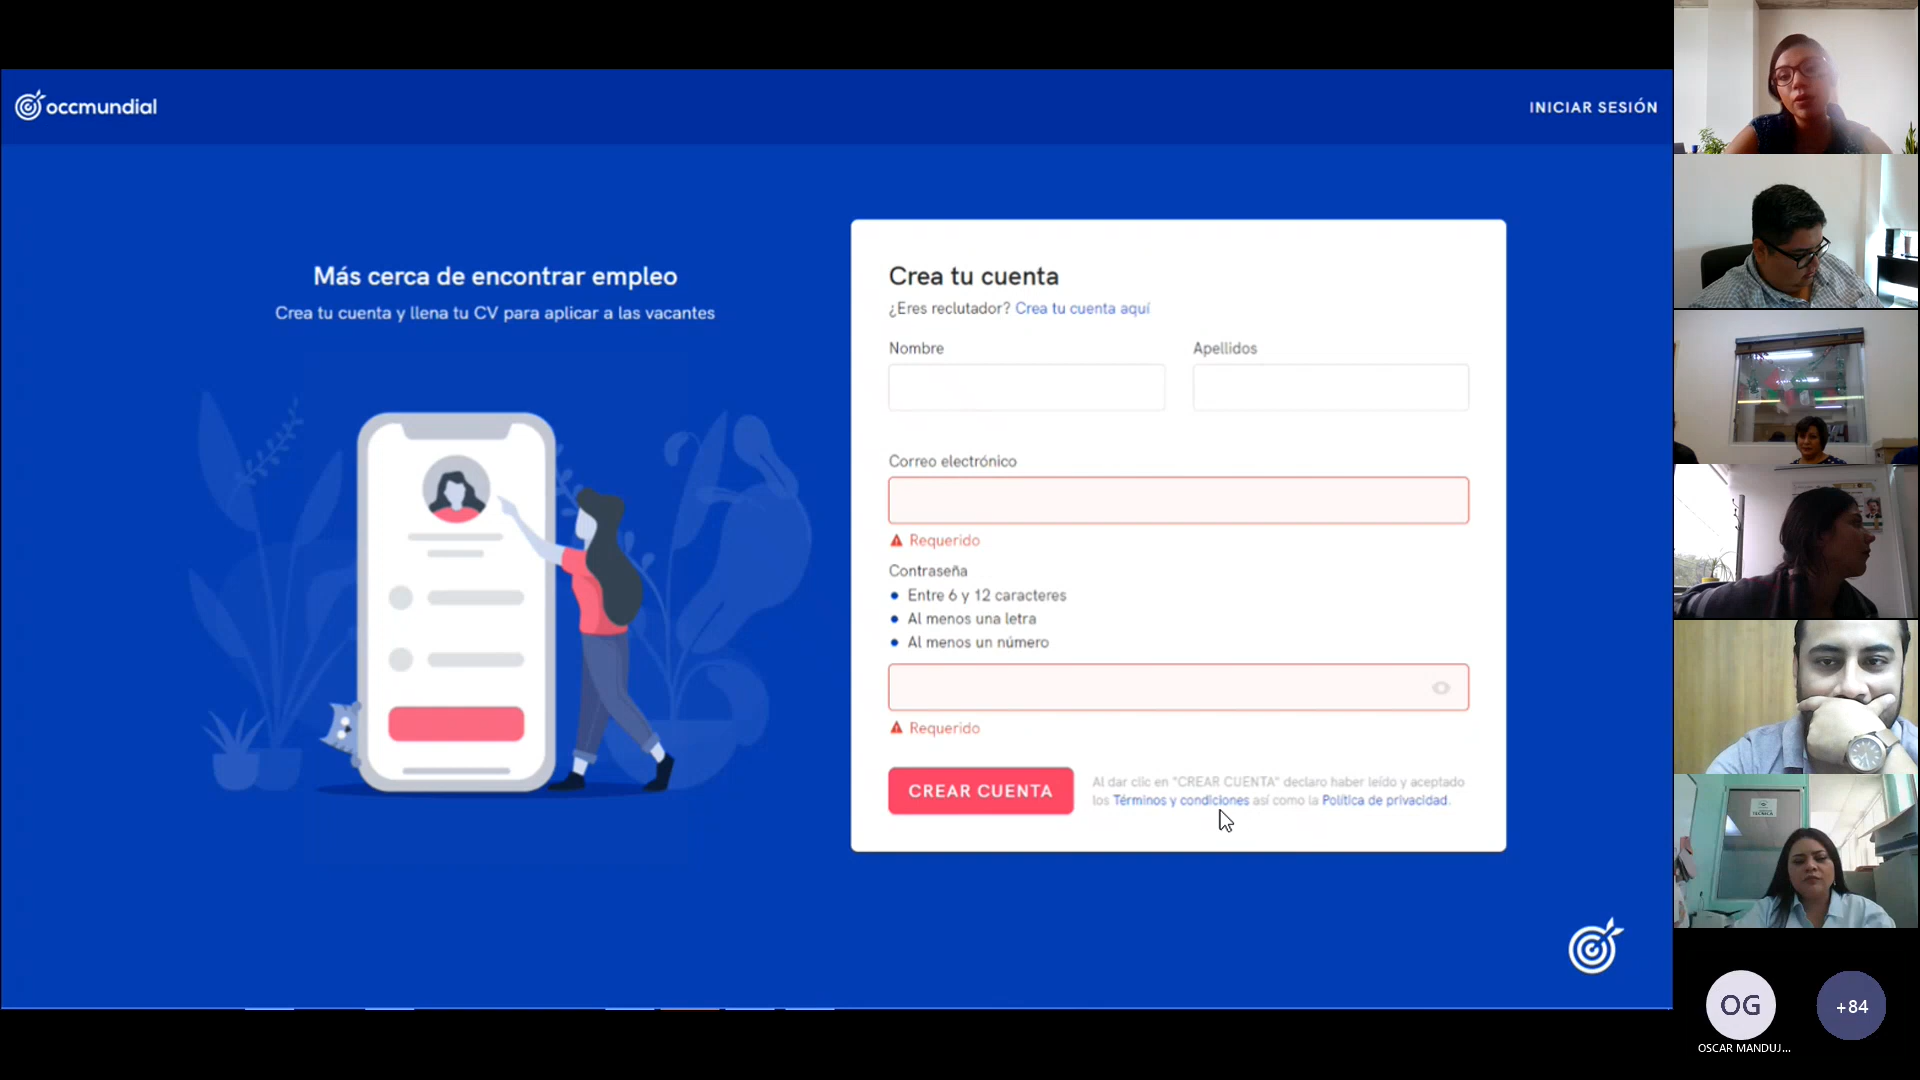 occmundial
INICIAR SESIÓN
Más cerca de encontrar empleo
Crea tu cuenta y llena tu CV para aplicar a las vacantes
Crea tu cuenta
¿Eres reclutador? Crea tu cuenta aquí
Nombre
Apellidos
Correo electrónico
Requerido
Contraseña
Entre 6 y 12 caracteres
Al menos una letra
Al menos un número
Requerido
CREAR CUENTA
Al dar clic en "CREAR CUENTA" declaro haber leído y aceptado
los Términos y condiciones así como la Política de privacidad.
OG
+84
OSCAR MANDUJ...